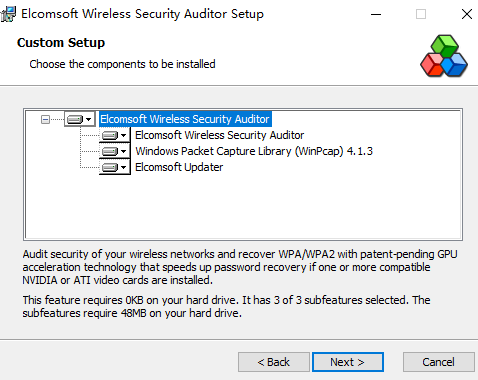 Elcomsoft Wireless Security Auditor Setup
Custom Setup
Choose the components to be installed
Elcomsoft Wireless Security Auditor
Elcomsoft Wireless Security Auditor
Windows Packet Capture Library (WinPcap) 4.1.3
Elcomsoft Updater
Audit security of your wireless networks and recover WPA/WPA2 with patent-pending GPU
acceleration technology that speeds up password recovery if one or more compatible
NVIDIA or ATI video cards are installed.
This feature requires 0KB on your hard drive. It has 3 of 3 subfeatures selected. The
subfeatures require 48MB on your hard drive.
< Back
Next >
Cancel